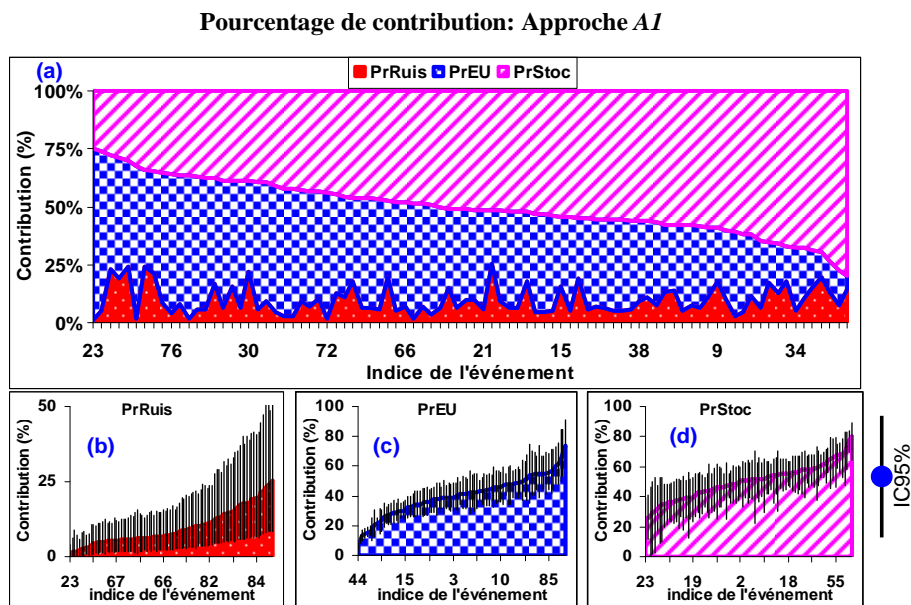 Pourcentage de contribution: Approche A1
(a)
PrRuis PrEU PrStoc
100%
75%
50%
25%
0%
Contribution (%)
23 76 30 72 66 21 15 38 9 34
Indice de l'événement
PrRuis
(b)
50
25
0
Contribution (%)
23 67 66 82 84
indice de l'événement
PrEU
(c)
100
80
60
40
20
0
Contribution (%)
44 15 3 10 85
indice de l'événement
PrStoc
(d)
100
80
60
40
20
0
Contribution (%)
23 19 2 18 55
indice de l'événement
IC95%